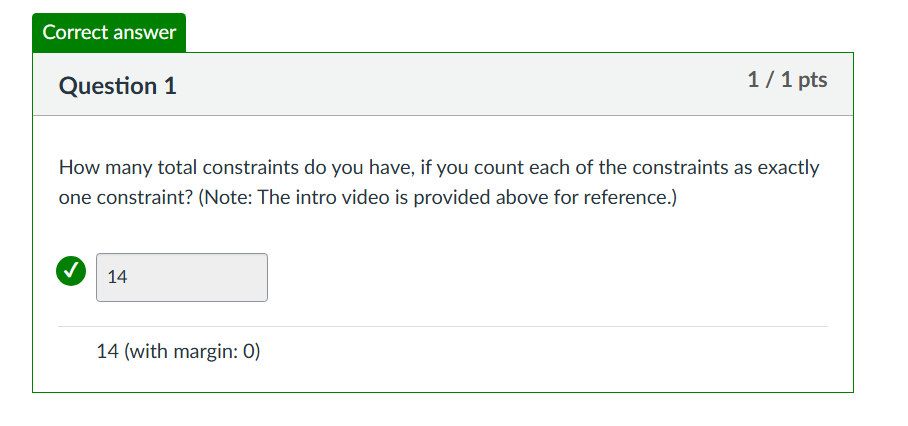 Correct answer
Question 1
1 / 1 pts
How many total constraints do you have, if you count each of the constraints as exactly
one constraint? (Note: The intro video is provided above for reference.)
14
14 (with margin: 0)